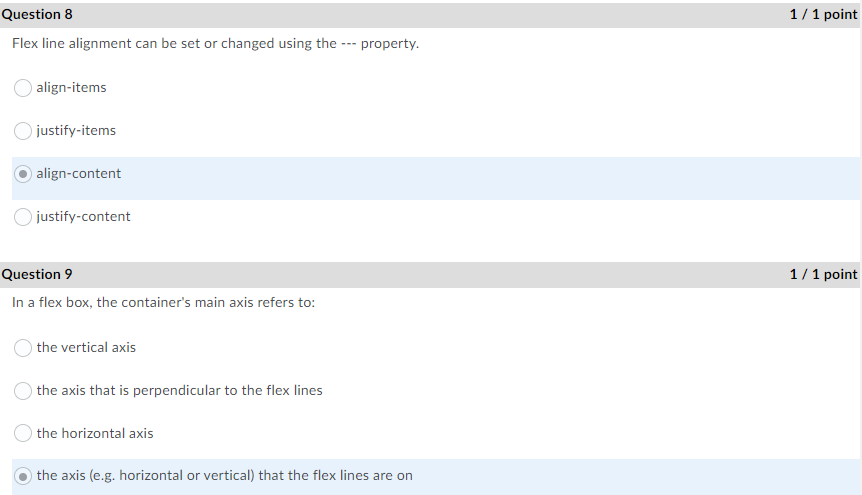 Question 8 1 / 1 point
Flex line alignment can be set or changed using the --- property.
align-items
justify-items
align-content
justify-content
Question 9 1 / 1 point
In a flex box, the container's main axis refers to:
the vertical axis
the axis that is perpendicular to the flex lines
the horizontal axis
the axis (e.g. horizontal or vertical) that the flex lines are on